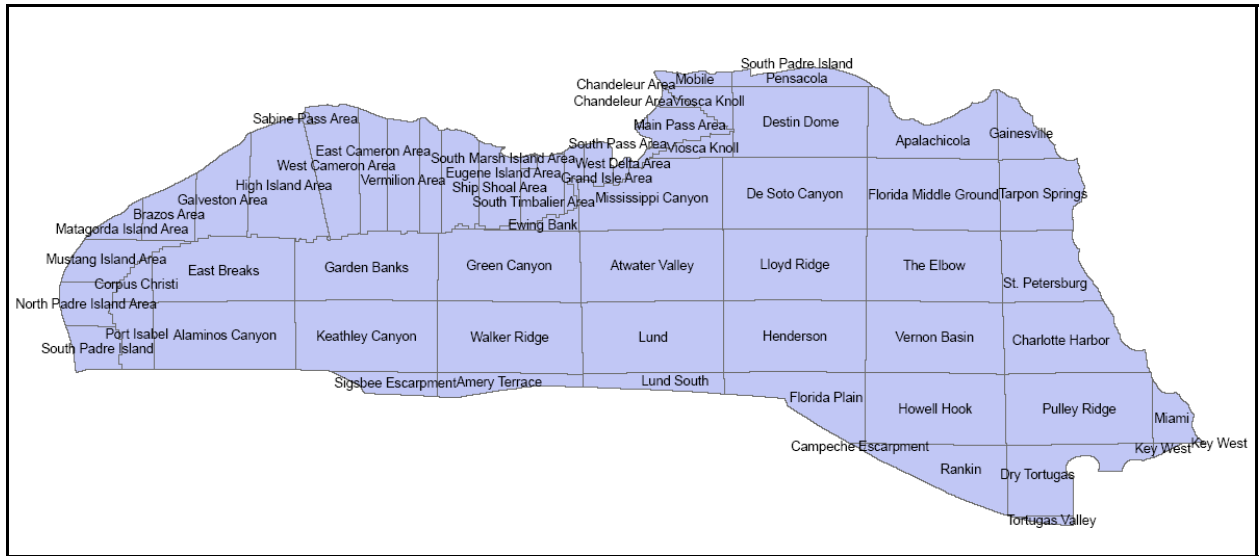 South Padre Island
Chandeleur Area
Mobile
Pensacola
Chandeleur Area
Viosca Knoll
Sabine Pass Area
Main Pass Area
Destin Dome
Apalachicola
Gainesville
South Pass Area
Viosca Knoll
East Cameron Area
West Cameron Area
Vermilion Area
South Marsh Island Area
Eugene Island Area
Ship Shoal Area
South Timbalier Area
West Delta Area
Grand Isle Area
High Island Area
Galveston Area
Brazos Area
Matagorda Island Area
Ewing Bank
Mississippi Canyon
De Soto Canyon
Florida Middle Ground
Tarpon Springs
Mustang Island Area
Corpus Christi
East Breaks
Garden Banks
Green Canyon
Atwater Valley
Lloyd Ridge
The Elbow
St. Petersburg
North Padre Island Area
Port Isabel
Alaminos Canyon
Keathley Canyon
Walker Ridge
Lund
Henderson
Vernon Basin
Charlotte Harbor
South Padre Island
Sigsbee Escarpment
Amery Terrace
Lund South
Florida Plain
Howell Hook
Pulley Ridge
Miami
Campeche Escarpment
Key West
Key West
Rankin
Dry Tortugas
Tortugas Valley